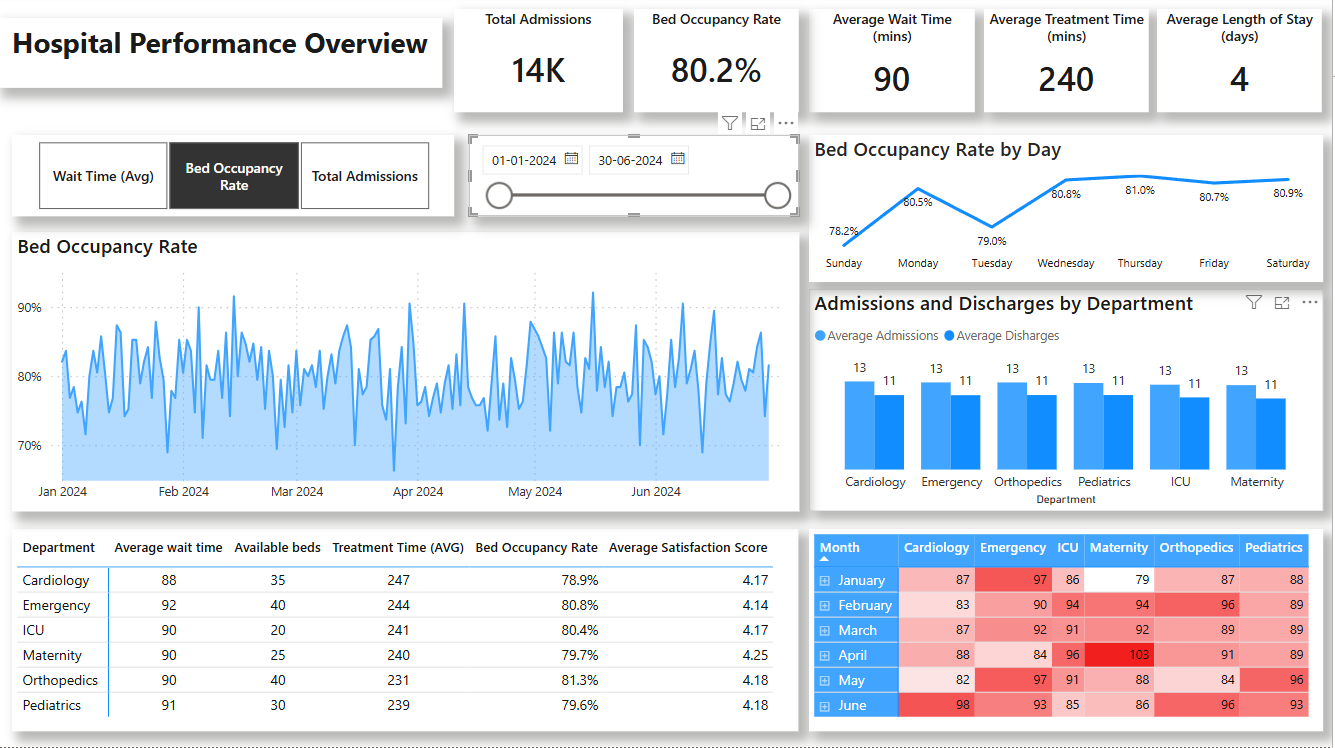 Hospital Performance Overview
Total Admissions
14K
Bed Occupancy Rate
80.2%
Average Wait Time
(mins)
90
Average Treatment Time
(mins)
240
Average Length of Stay
(days)
4
Wait Time (Avg)
Bed Occupancy
Rate
Total Admissions
01-01-2024
30-06-2024
Bed Occupancy Rate by Day
78.2%
80.5%
79.0%
80.8%
81.0%
80.7%
80.9%
Sunday Monday Tuesday Wednesday Thursday Friday Saturday
Bed Occupancy Rate
90%
80%
70%
Jan 2024 Feb 2024 Mar 2024 Apr 2024 May 2024 Jun 2024
Admissions and Discharges by Department
Average Admissions Average Disharges
13 11 13 11 13 11 13 11 13 11 13 11
Cardiology Emergency Orthopedics Pediatrics ICU Maternity
Department
Department Average wait time Available beds Treatment Time (AVG) Bed Occupancy Rate Average Satisfaction Score
Cardiology 88 35 247 78.9% 4.17
Emergency 92 40 244 80.8% 4.14
ICU 90 20 241 80.4% 4.17
Maternity 90 25 240 79.7% 4.25
Orthopedics 90 40 231 81.3% 4.18
Pediatrics 91 30 239 79.6% 4.18
Month Cardiology Emergency ICU Maternity Orthopedics Pediatrics
January 87 97 86 79 87 88
February 83 90 94 94 96 89
March 87 92 91 92 89 89
April 88 84 96 103 91 89
May 82 97 91 88 84 96
June 98 93 85 86 96 93